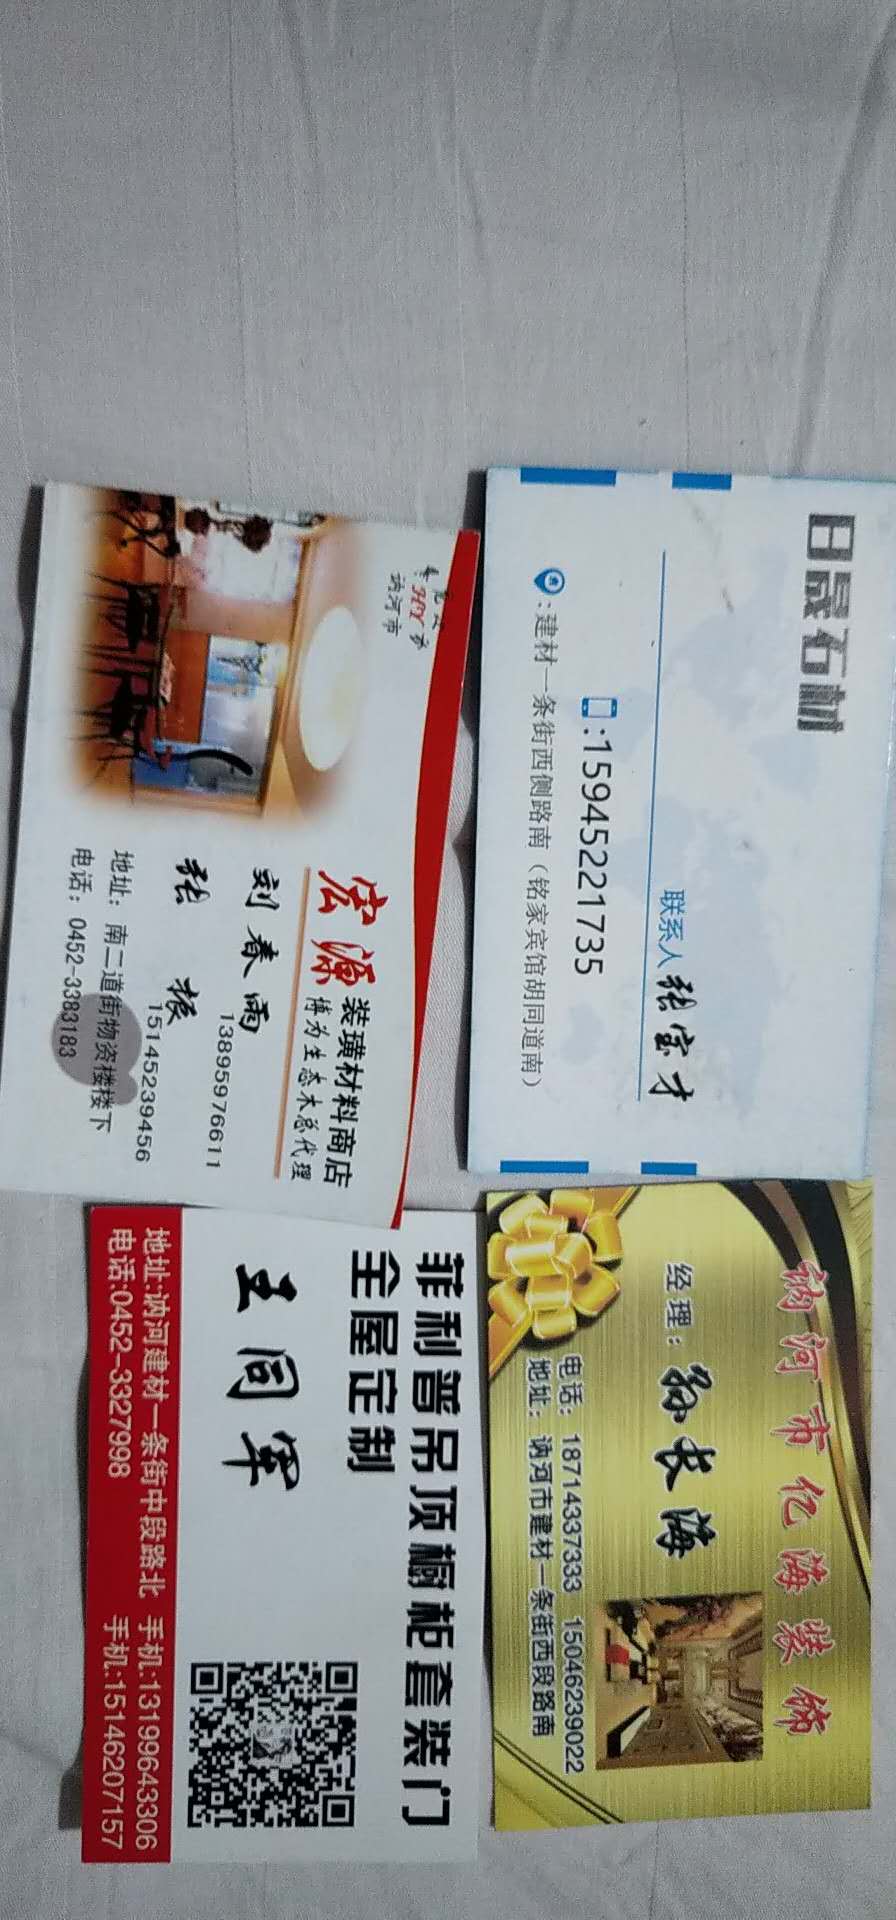 日晟石材
联系人 张宝才
:15945221735
:建材一条街西侧路南（铭家宾馆胡同道南）
HY
讷河市
宏源 装璜材料商店
博为生态木总代理
刘春雨 13895976611
张 振 15145239456
地址：南二道街物资楼楼下
电话：0452-3383183
讷河市亿海装饰
经理：孙长海
电话：18714337333 15046239022
地址：讷河市建材一条街西段路南
菲利普吊顶橱柜套装门
全屋定制
王同军
地址:讷河建材一条街中段路北 手机:13199643306
电话:0452-3327998 手机:15146207157